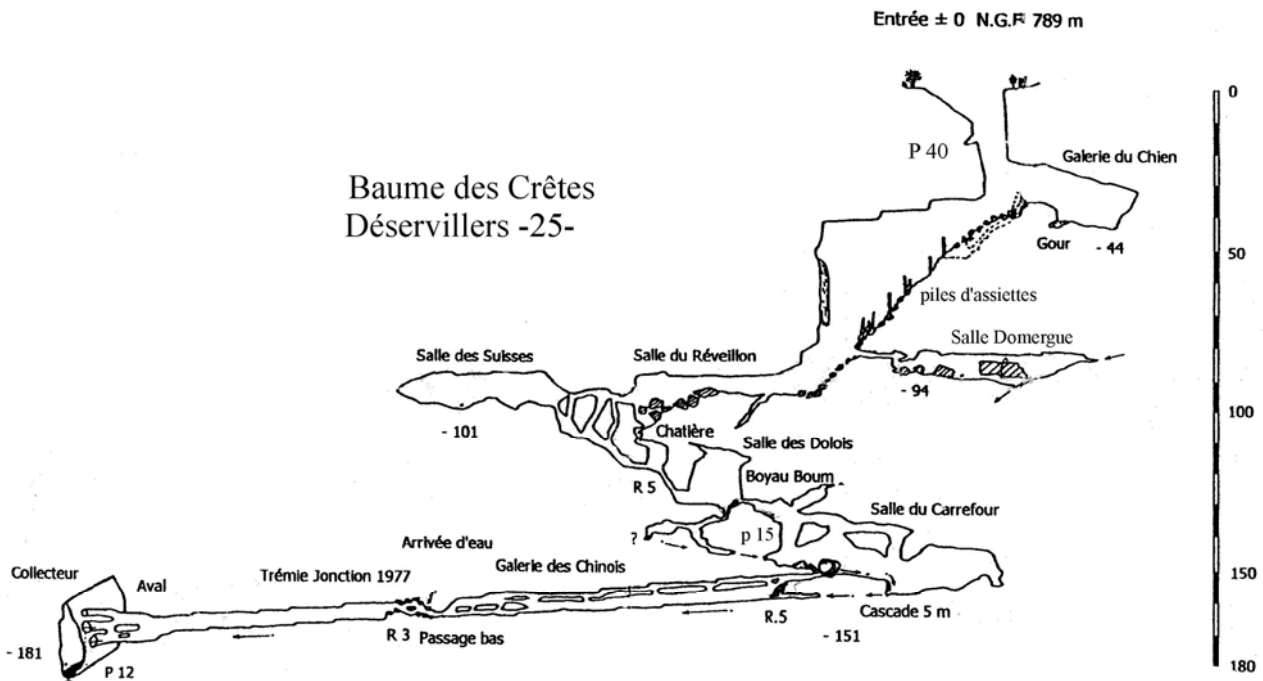 Entrée ± 0 N.G.F 789 m
0
P 40
Galerie du Chien
Baume des Crêtes
Déservillers -25-
Gour
- 44
50
piles d'assiettes
Salle Domergue
Salle des Suisses
Salle du Réveillon
- 94
100
- 101
Chatière
Salle des Dolois
R 5
Boyau Boum
Salle du Carrefour
?
p 15
Arrivée d'eau
Galerie des Chinois
Collecteur
Aval
Trémie Jonction 1977
150
R.5
Cascade 5 m
R 3
Passage bas
- 151
- 181
P 12
180